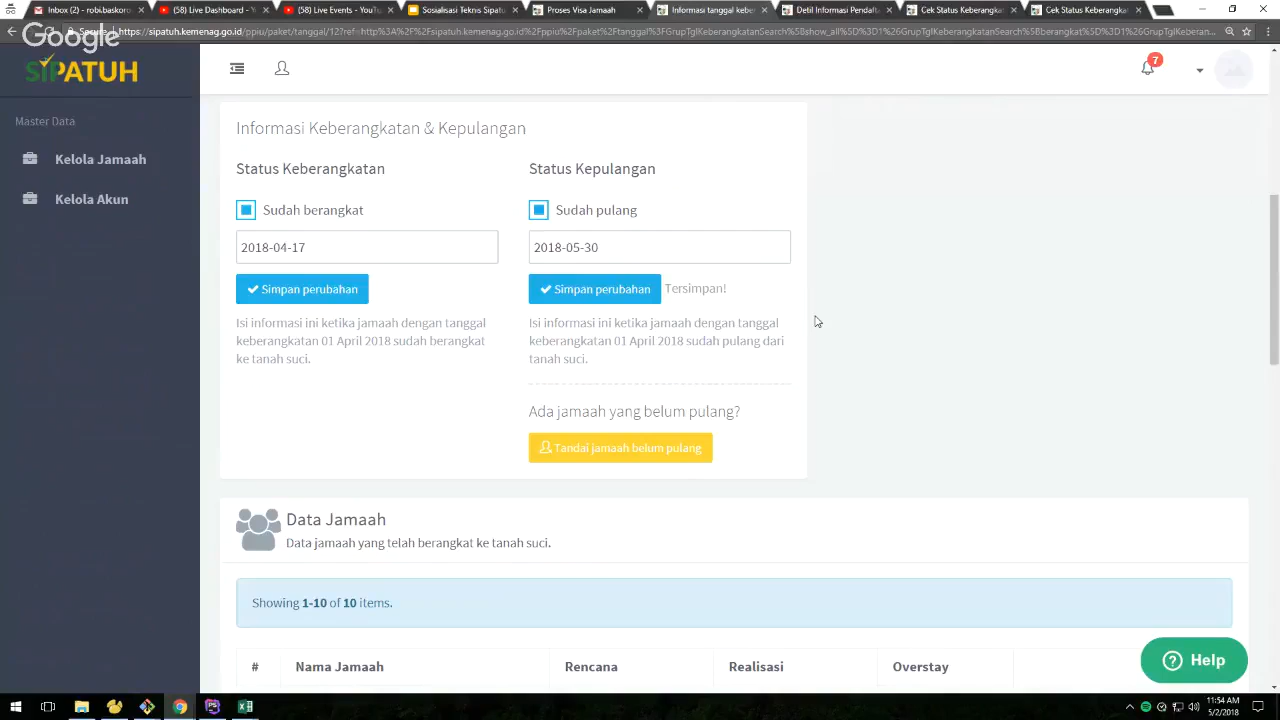 Inbox (2) - robi.baskoro
(58) Live Dashboard - Y
(58) Live Events - YouT
Sosialisasi Teknis Sipatu
Proses Visa Jamaah
Informasi tanggal keber
Detil Informasi Pendafta
Cek Status Keberangkat
Cek Status Keberangkat
Google
https://sipatuh.kemenag.go.id/ppiu/paket/tanggal/12?ref=http%3A%2F%2Fsipatuh.kemenag.go.id%2Fppiu%2Fpaket%2Ftanggal%3FGrupTglKeberangkatanSearch%5Bshow_all%5D%3D1%26GrupTglKeberangkatanSearch%5Bberangkat%5D%3D1%26GrupTglKeberan...
SIPATUH
7
Master Data
Kelola Jamaah
Kelola Akun
Informasi Keberangkatan & Kepulangan
Status Keberangkatan
Sudah berangkat
2018-04-17
Simpan perubahan
Isi informasi ini ketika jamaah dengan tanggal
keberangkatan 01 April 2018 sudah berangkat
ke tanah suci.
Status Kepulangan
Sudah pulang
2018-05-30
Simpan perubahan Tersimpan!
Isi informasi ini ketika jamaah dengan tanggal
keberangkatan 01 April 2018 sudah pulang dari
tanah suci.
Ada jamaah yang belum pulang?
Tandai jamaah belum pulang
Data Jamaah
Data jamaah yang telah berangkat ke tanah suci.
Showing 1-10 of 10 items.
# Nama Jamaah Rencana Realisasi Overstay
Help
11:54 AM
5/2/2018